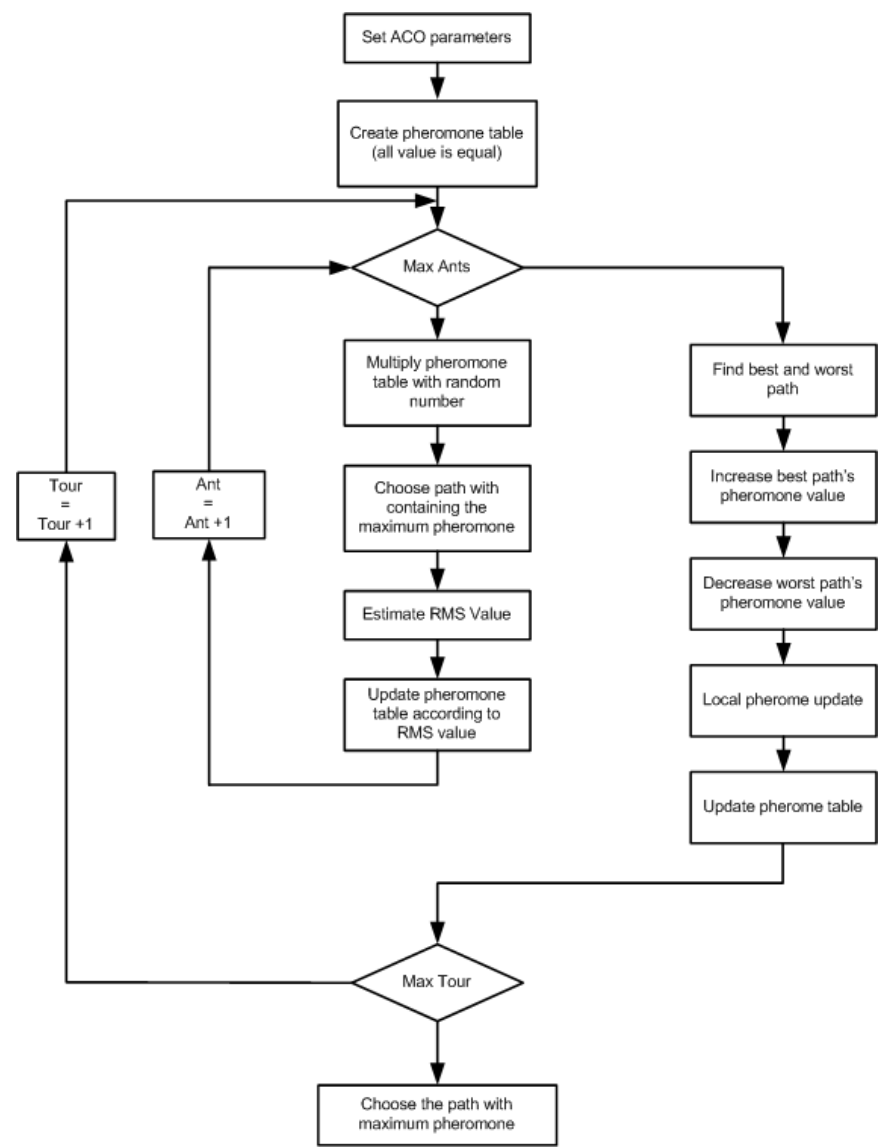 Set ACO parameters
Create pheromone table
(all value is equal)
Max Ants
Multiply pheromone
table with random
number
Find best and worst
path
Tour
=
Tour +1
Ant
=
Ant +1
Choose path with
containing the
maximum pheromone
Increase best path's
pheromone value
Estimate RMS Value
Decrease worst path's
pheromone value
Update pheromone
table according to
RMS value
Local pherome update
Update pherome table
Max Tour
Choose the path with
maximum pheromone